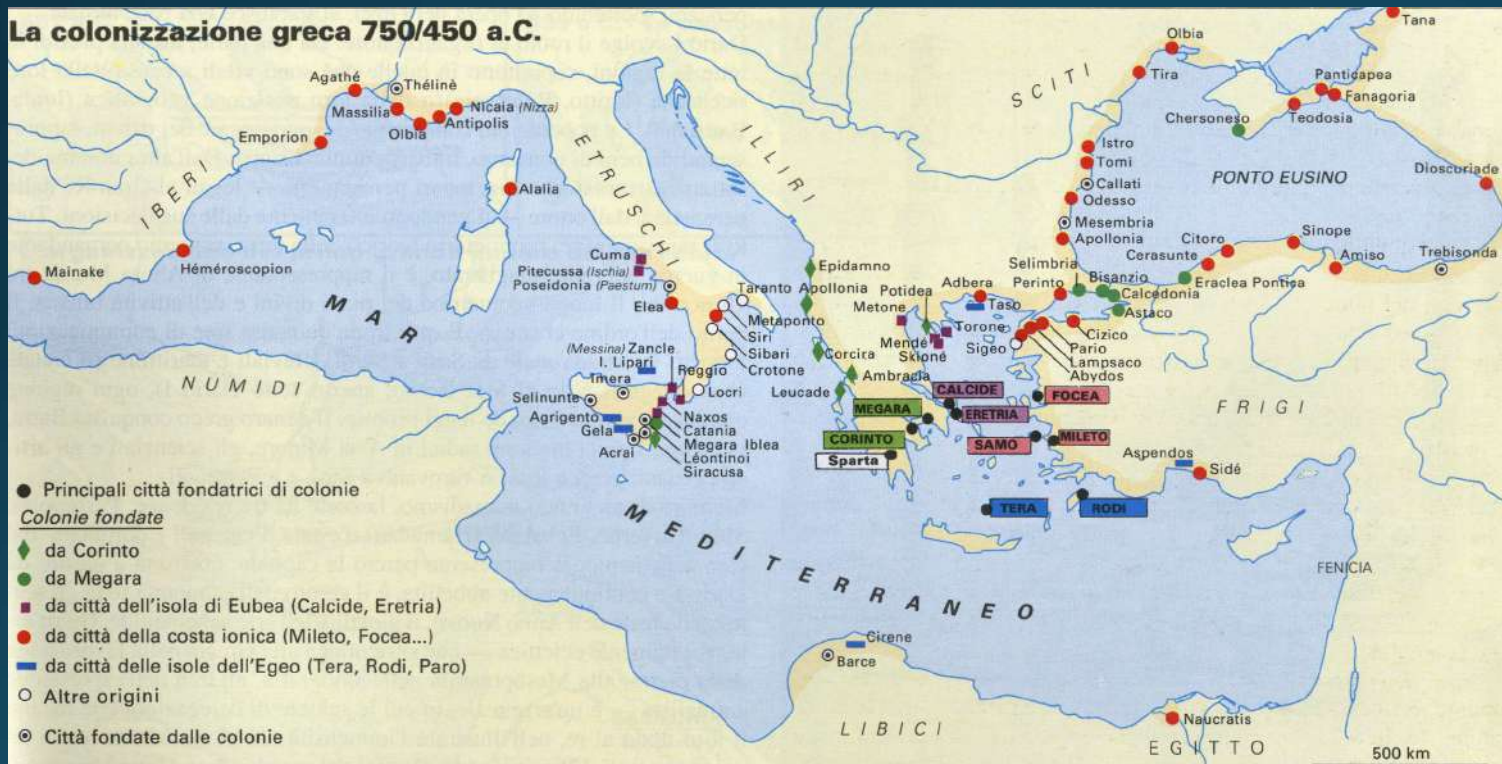 La colonizzazione greca 750/450 a.C.
Tana
Olbia
Agathé
Thélinè
SCITI
Tira
Panticapea
Massilia
Nicaia (Nizza)
Fanagoria
Olbia
Antipolis
Chersoneso
Teodosia
Emporion
ETRUSCHI
ILLIRI
Istro
Tomi
IBERI
Alalia
Callati
PONTO EUSINO
Dioscuriade
Odesso
Mesembria
Mainake
Héméroscopion
Apollonia
Citoro
Sinope
Cuma
Epidamno
Selimbria
Cerasunte
Trebisonda
Pitecussa (Ischia)
Potidea
Bisanzio
Amiso
Poseidonia (Paestum)
Taranto
Apollonia
Metone
Adbera
Perinto
Calcedonia
Eraclea Pontica
MAR
Elea
Metaponto
Taso
Astaco
Siri
Torone
Cizico
Sibari
Mendé
Sigeo
Pario
(Messina) Zancle
Crotone
Corcira
Skioné
Lampsaco
I. Lipari
Reggio
Ambracia
Abydos
NUMIDI
Imera
Locri
Leucade
CALCIDE
FOCEA
Selinunte
MEGARA
ERETRIA
FRIGI
Agrigento
Naxos
Gela
Catania
CORINTO
SAMO
MILETO
Acrai
Megara Iblea
Sparta
Aspendos
Léontinoi
Sidé
Siracusa
TERA
RODI
MEDITERRANEO
FENICIA
Cirene
Barce
LIBICI
Naucratis
EGITTO
500 km
Principali città fondatrici di colonie
Colonie fondate
da Corinto
da Megara
da città dell'isola di Eubea (Calcide, Eretria)
da città della costa ionica (Mileto, Focea...)
da città delle isole dell'Egeo (Tera, Rodi, Paro)
Altre origini
Città fondate dalle colonie